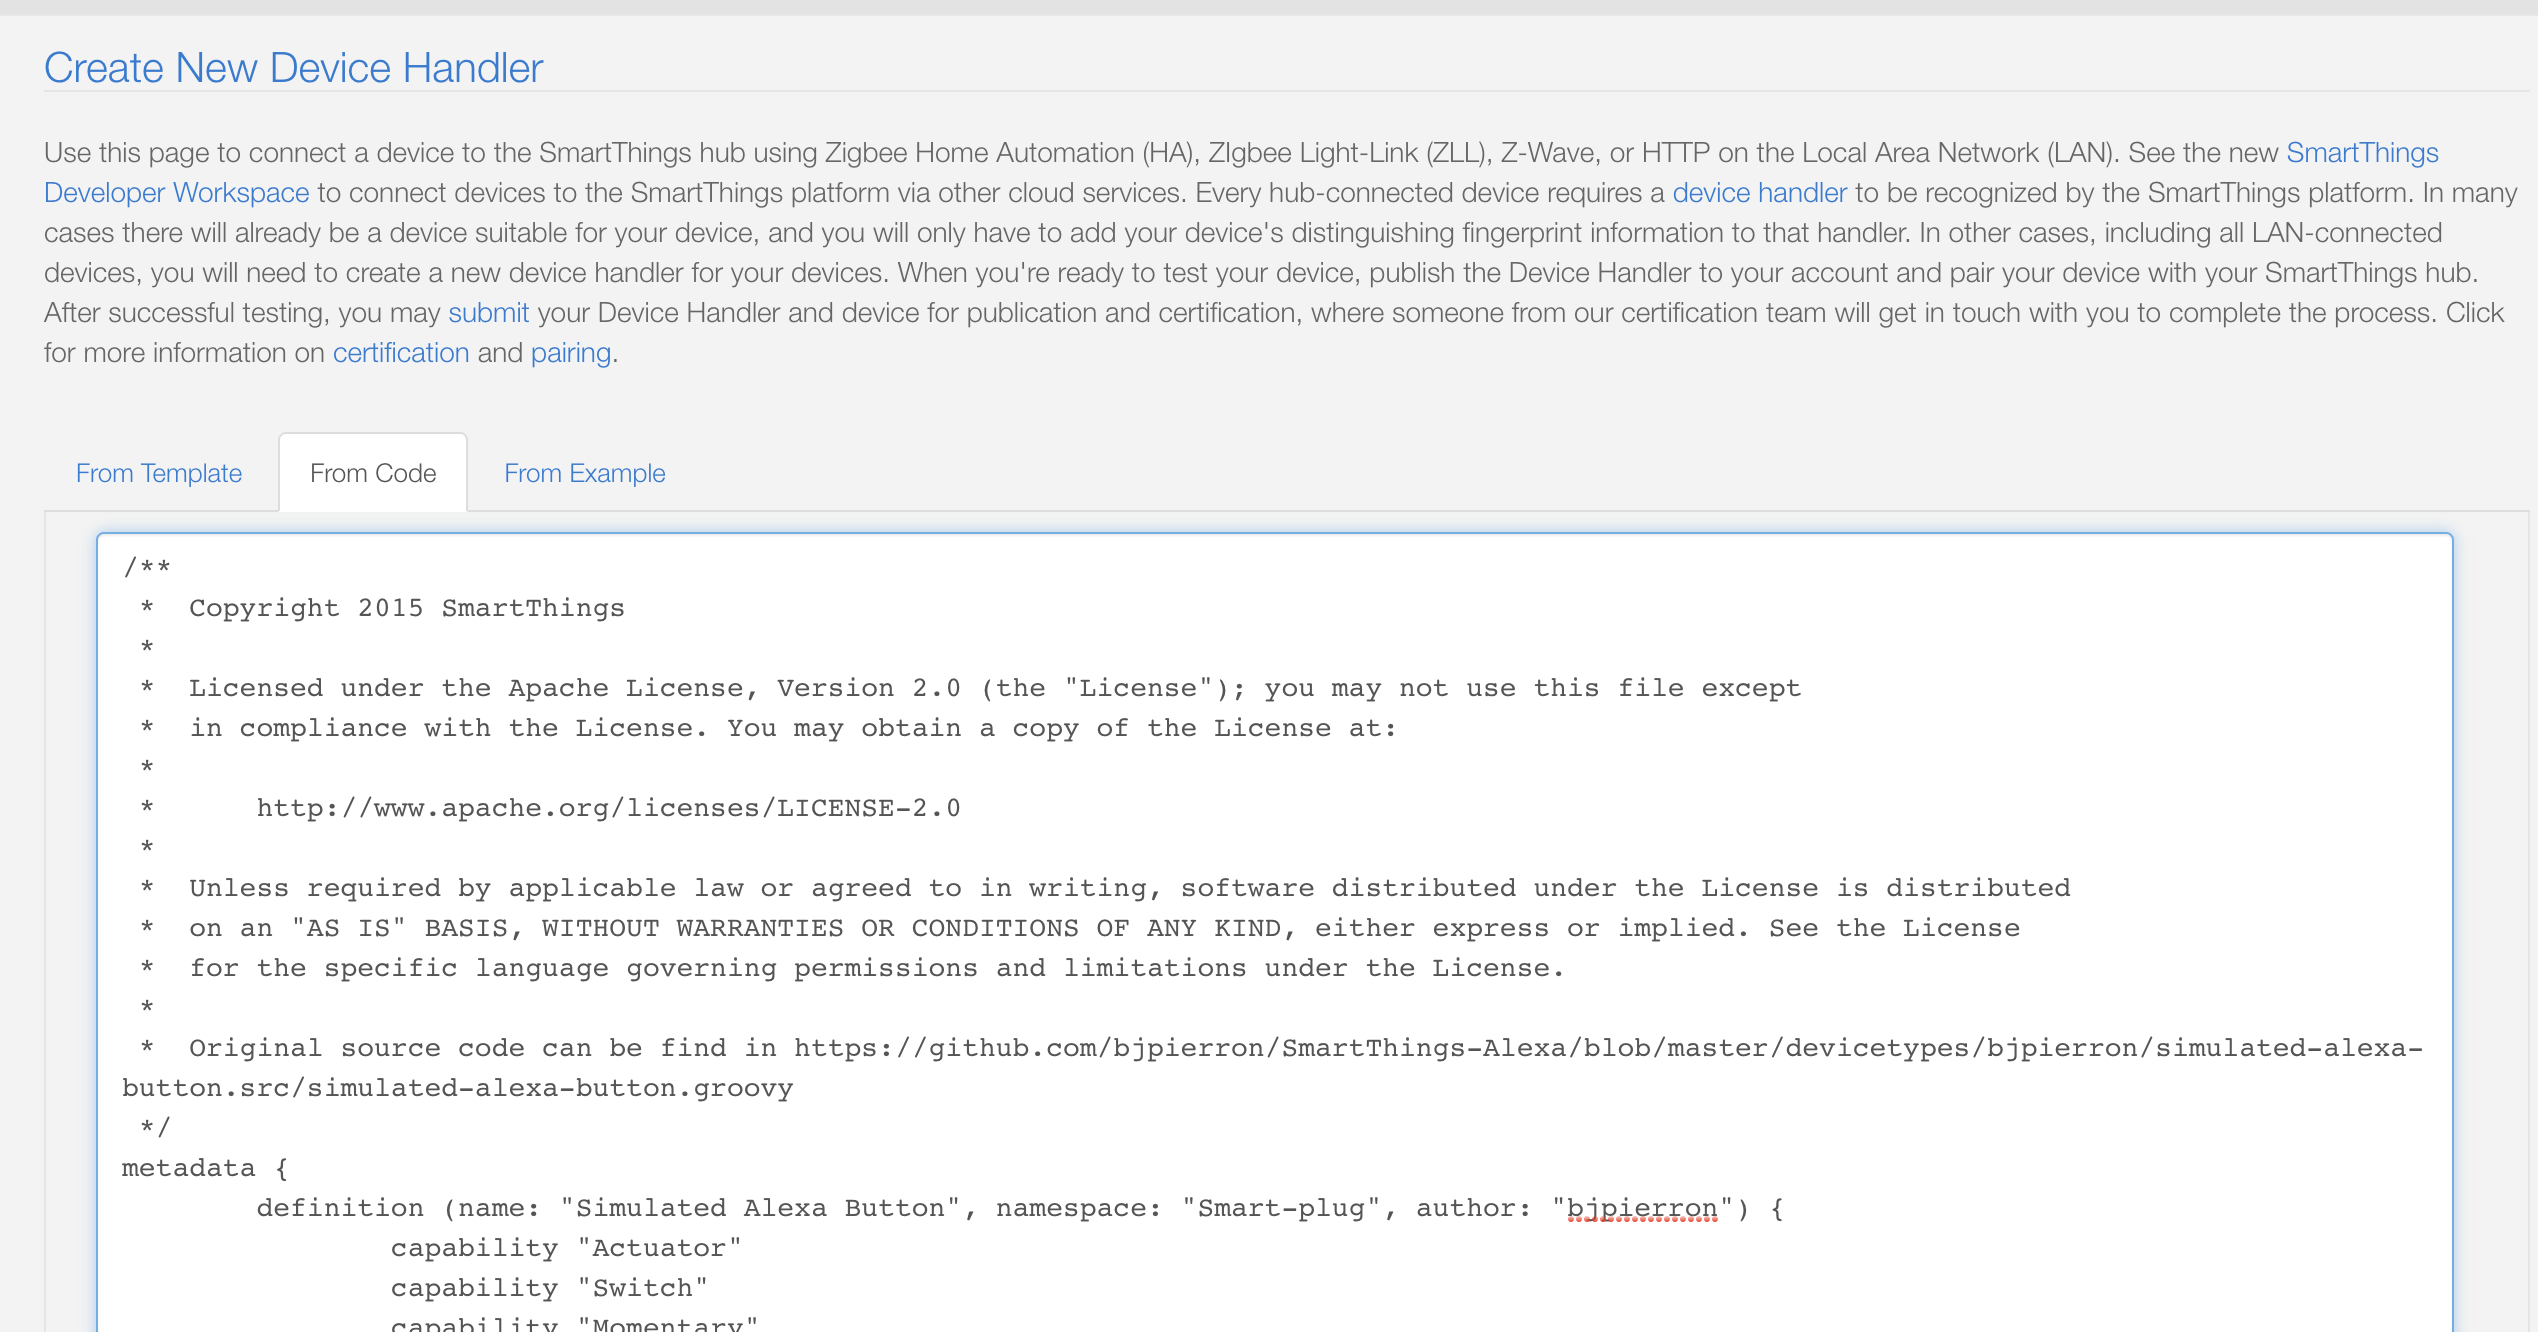 Create New Device Handler
Use this page to connect a device to the SmartThings hub using Zigbee Home Automation (HA), ZIgbee Light-Link (ZLL), Z-Wave, or HTTP on the Local Area Network (LAN). See the new SmartThings
Developer Workspace to connect devices to the SmartThings platform via other cloud services. Every hub-connected device requires a device handler to be recognized by the SmartThings platform. In many
cases there will already be a device suitable for your device, and you will only have to add your device's distinguishing fingerprint information to that handler. In other cases, including all LAN-connected
devices, you will need to create a new device handler for your devices. When you're ready to test your device, publish the Device Handler to your account and pair your device with your SmartThings hub.
After successful testing, you may submit your Device Handler and device for publication and certification, where someone from our certification team will get in touch with you to complete the process. Click
for more information on certification and pairing.
From Template From Code From Example
/**
 *  Copyright 2015 SmartThings
 *
 *  Licensed under the Apache License, Version 2.0 (the "License"); you may not use this file except
 *  in compliance with the License. You may obtain a copy of the License at:
 *
 *      http://www.apache.org/licenses/LICENSE-2.0
 *
 *  Unless required by applicable law or agreed to in writing, software distributed under the License is distributed
 *  on an "AS IS" BASIS, WITHOUT WARRANTIES OR CONDITIONS OF ANY KIND, either express or implied. See the License
 *  for the specific language governing permissions and limitations under the License.
 *
 *  Original source code can be find in https://github.com/bjpierron/SmartThings-Alexa/blob/master/devicetypes/bjpierron/simulated-alexa-
button.src/simulated-alexa-button.groovy
 */
metadata {
        definition (name: "Simulated Alexa Button", namespace: "Smart-plug", author: "bjpierron") {
                capability "Actuator"
                capability "Switch"
                capability "Momentary"